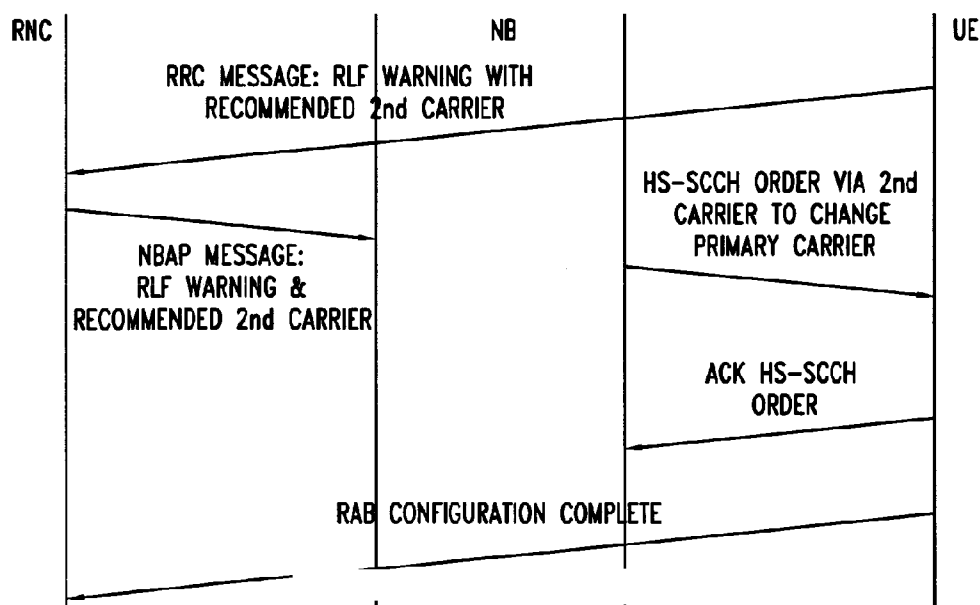 RNC
NB
UE
RRC MESSAGE: RLF WARNING WITH
RECOMMENDED 2nd CARRIER
HS-SCCH ORDER VIA 2nd
CARRIER TO CHANGE
PRIMARY CARRIER
NBAP MESSAGE:
RLF WARNING &
RECOMMENDED 2nd CARRIER
ACK HS-SCCH
ORDER
RAB CONFIGURATION COMPLETE